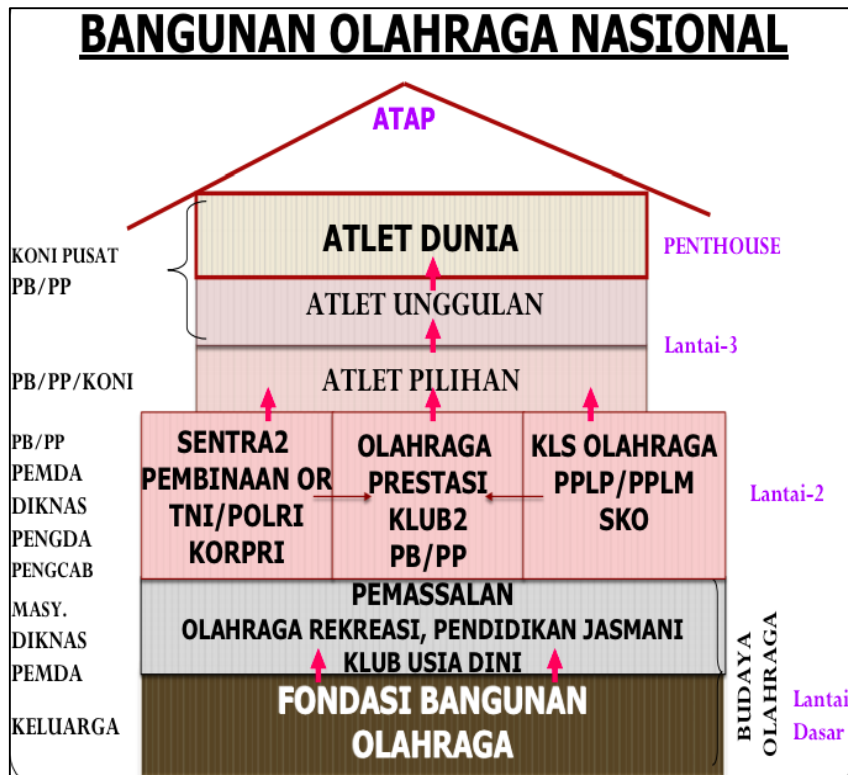 BANGUNAN OLAHRAGA NASIONAL
ATAP
KONI PUSAT
PB/PP
ATLET DUNIA
PENTHOUSE
ATLET UNGGULAN
Lantai-3
PB/PP/KONI
ATLET PILIHAN
PB/PP
PEMDA
DIKNAS
PENGDA
PENGCAB
SENTRA2
PEMBINAAN OR
TNI/POLRI
KORPRI
OLAHRAGA
PRESTASI
KLUB2
PB/PP
KLS OLAHRAGA
PPLP/PPLM
SKO
Lantai-2
MASY.
DIKNAS
PEMDA
PEMASSALAN
OLAHRAGA REKREASI, PENDIDIKAN JASMANI
KLUB USIA DINI
KELUARGA
FONDASI BANGUNAN
OLAHRAGA
BUDAYA
OLAHRAGA
Lantai
Dasar